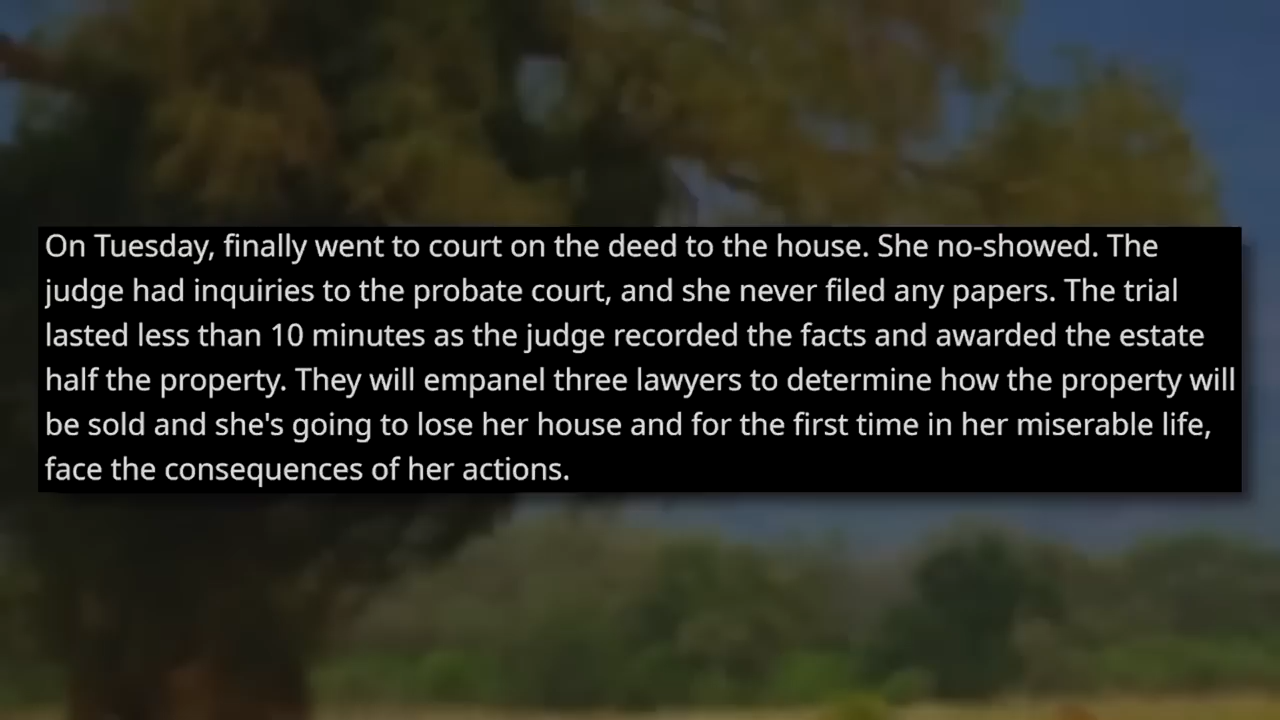 On Tuesday, finally went to court on the deed to the house. She no-showed. The
judge had inquiries to the probate court, and she never filed any papers. The trial
lasted less than 10 minutes as the judge recorded the facts and awarded the estate
half the property. They will empanel three lawyers to determine how the property will
be sold and she's going to lose her house and for the first time in her miserable life,
face the consequences of her actions.